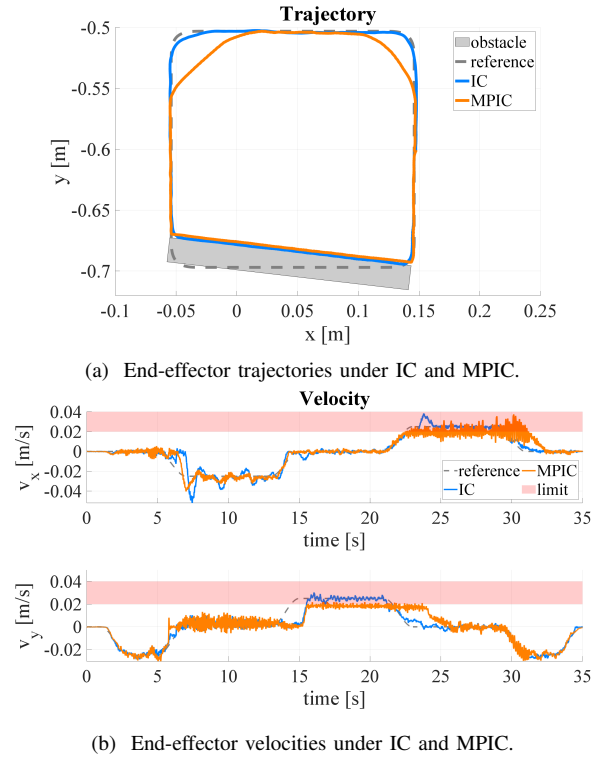 Trajectory
-0.5
-0.55
-0.6
-0.65
-0.7
y [m]
obstacle
reference
IC
MPIC
-0.1 -0.05 0 0.05 0.1 0.15 0.2 0.25
x [m]
(a) End-effector trajectories under IC and MPIC.
Velocity
0.04
0.02
0
-0.02
-0.04
v_x [m/s]
reference MPIC
IC limit
0 5 10 15 20 25 30 35
time [s]
0.04
0.02
0
-0.02
v_y [m/s]
0 5 10 15 20 25 30 35
time [s]
(b) End-effector velocities under IC and MPIC.